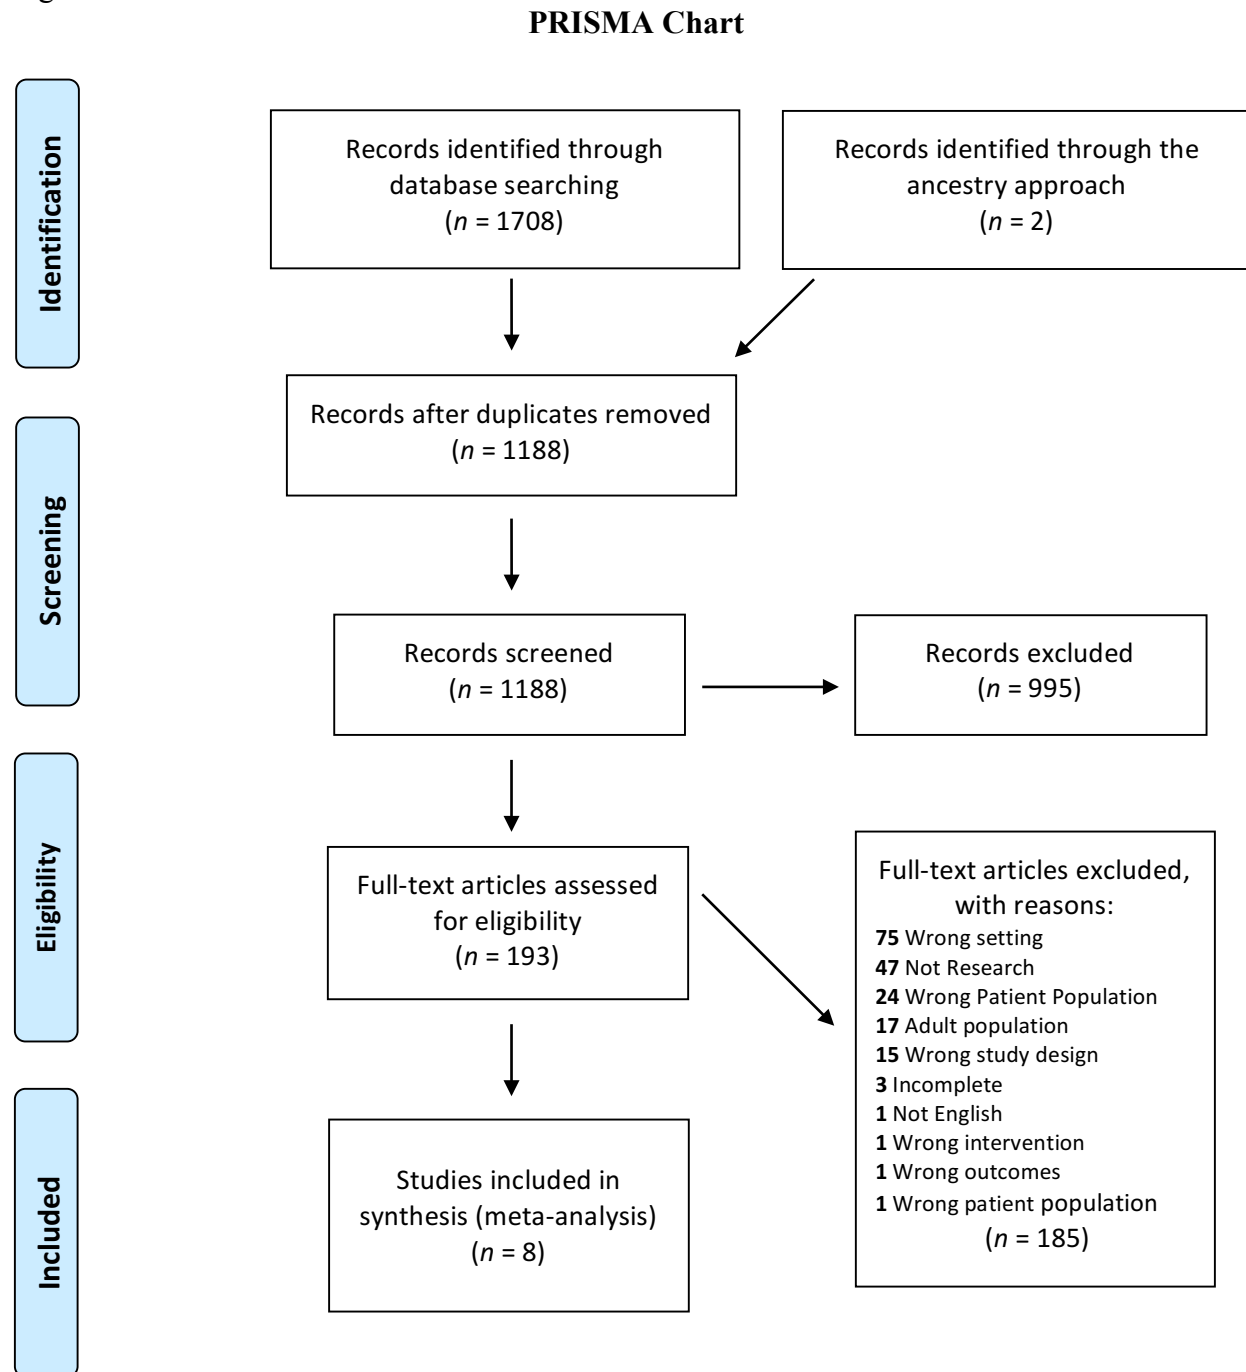 PRISMA Chart
Identification
Records identified through
database searching
(n = 1708)
Records identified through the
ancestry approach
(n = 2)
Records after duplicates removed
(n = 1188)
Screening
Records screened
(n = 1188)
Records excluded
(n = 995)
Eligibility
Full-text articles assessed
for eligibility
(n = 193)
Full-text articles excluded,
with reasons:
75 Wrong setting
47 Not Research
24 Wrong Patient Population
17 Adult population
15 Wrong study design
3 Incomplete
1 Not English
1 Wrong intervention
1 Wrong outcomes
1 Wrong patient population
(n = 185)
Included
Studies included in
synthesis (meta-analysis)
(n = 8)